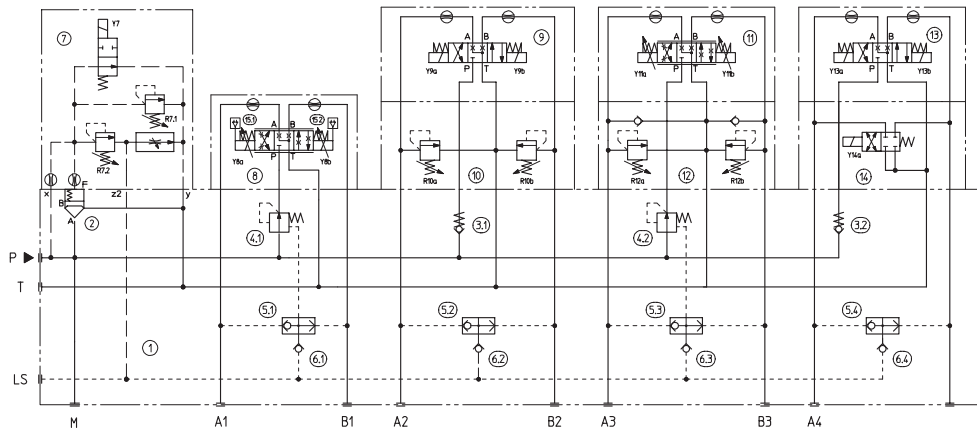 7
Y7
R7.1
R7.2
x
F
z2
y
B
A
2
P
T
LS
1
M
15.1
A
B
15.2
Y8a
P
T
Y8b
8
4.1
5.1
6.1
A1
B1
9
A
B
Y9a
P
T
Y9b
R10a
10
R10b
3.1
5.2
6.2
A2
B2
11
A
B
Y11a
P
T
Y11b
R12a
12
R12b
4.2
5.3
6.3
A3
B3
13
A
B
Y13a
P
T
Y13b
Y14a
14
3.2
5.4
6.4
A4